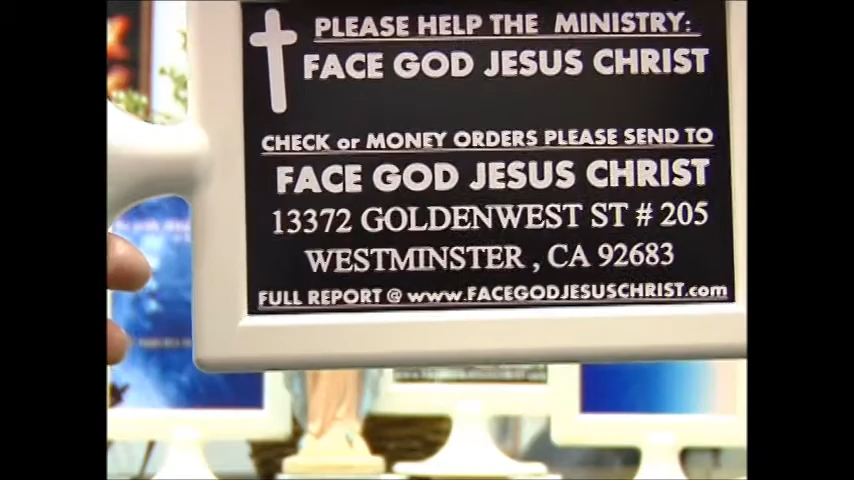 PLEASE HELP THE MINISTRY:
FACE GOD JESUS CHRIST
CHECK or MONEY ORDERS PLEASE SEND TO
FACE GOD JESUS CHRIST
13372 GOLDENWEST ST # 205
WESTMINSTER , CA 92683
FULL REPORT @ www.FACEGODJESUSCHRIST.com